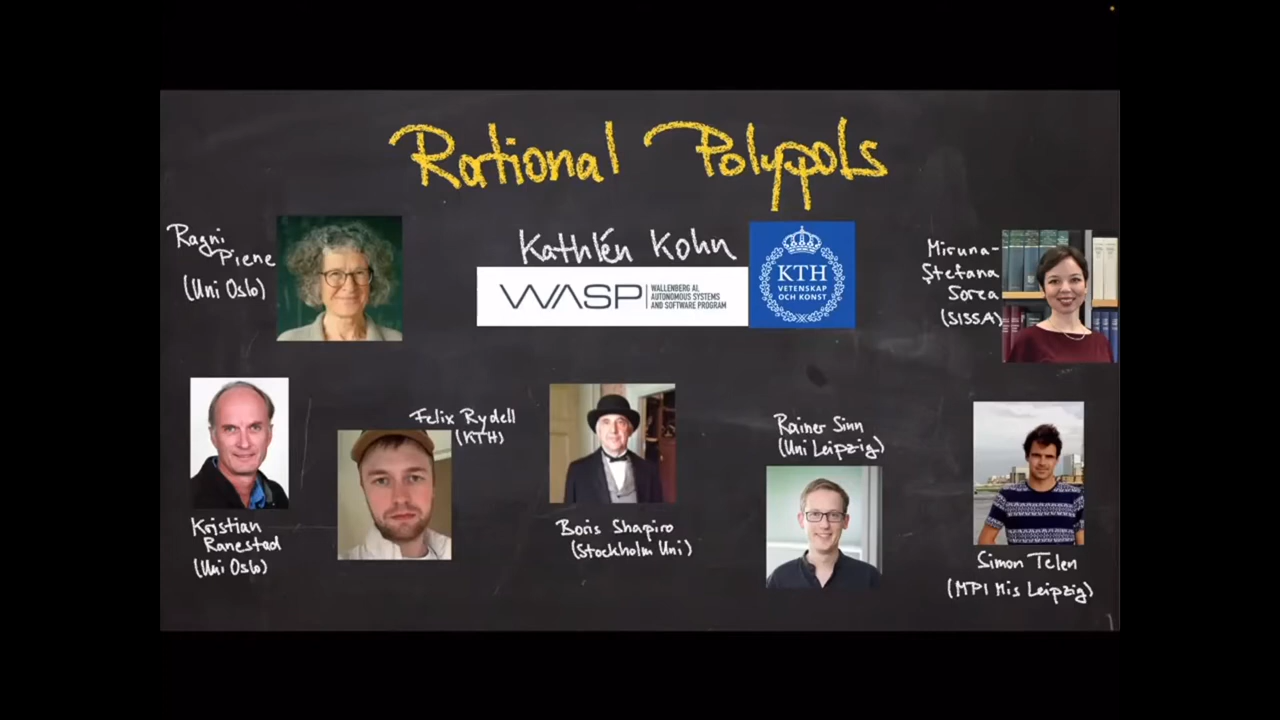 Rational Polypols
Ragni
Piene
(Uni Oslo)
Kathlén Kohn
WASP
WALLENBERG AI,
AUTONOMOUS SYSTEMS
AND SOFTWARE PROGRAM
KTH
VETENSKAP
OCH KONST
Miruna-
Ştefana
Sorea
(SISSA)
Kristian
Ranestad
(Uni Oslo)
Felix Rydell
(KTH)
Boris Shapiro
(Stockholm Uni)
Rainer Sinn
(Uni Leipzig)
Simon Telen
(MPI Mis Leipzig)
1